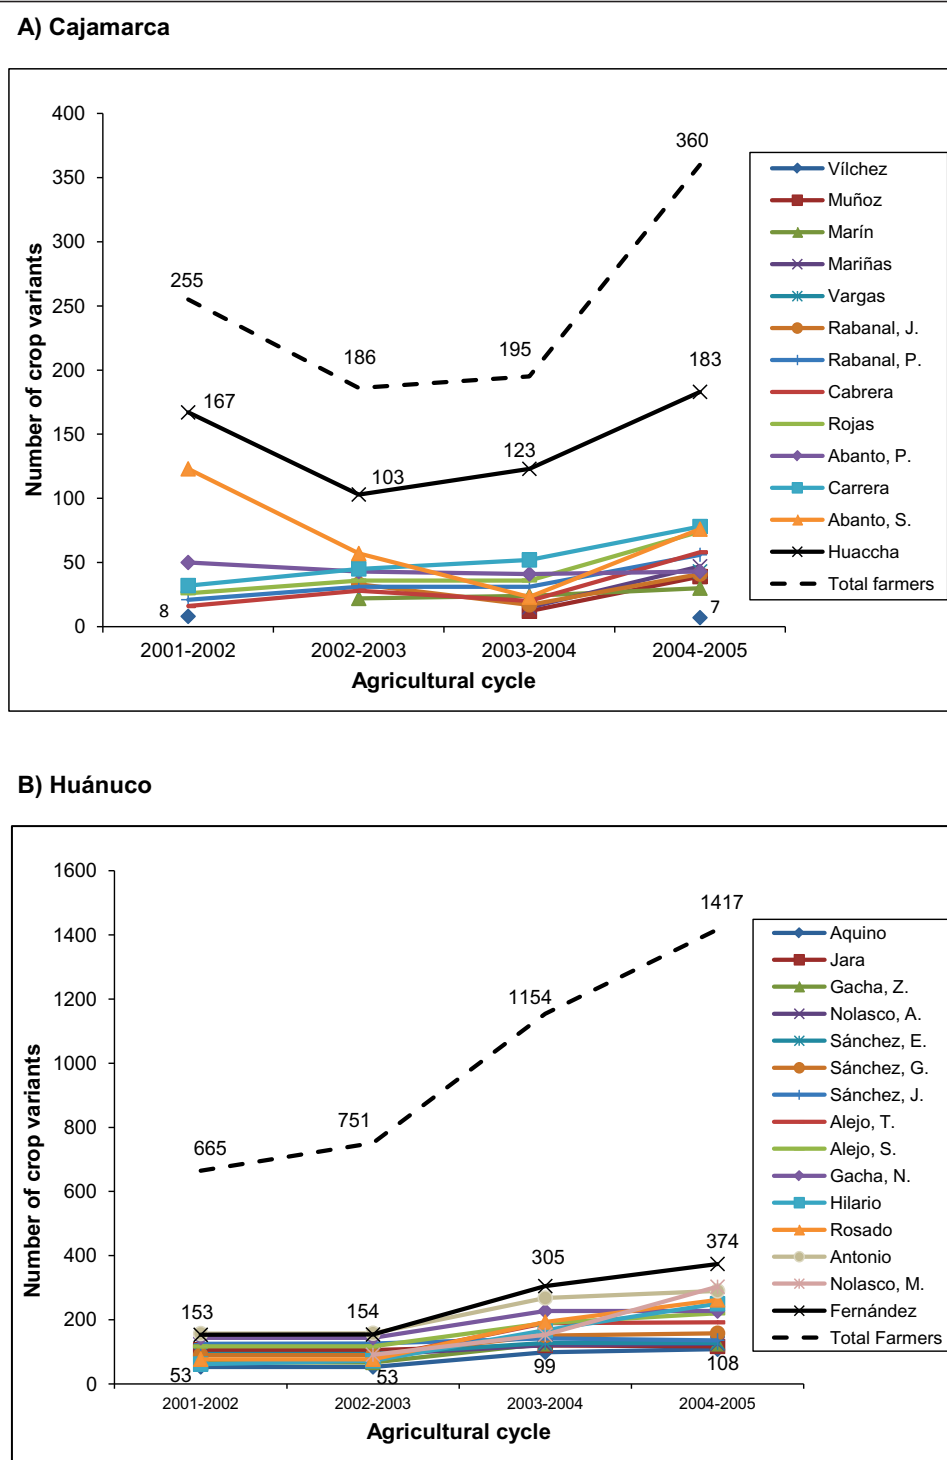 A) Cajamarca
Number of crop variants
400
350
300
250
200
150
100
50
0
255
186
195
360
167
103
123
183
8
7
2001-2002
2002-2003
2003-2004
2004-2005
Agricultural cycle
Vílchez
Muñoz
Marín
Mariñas
Vargas
Rabanal, J.
Rabanal, P.
Cabrera
Rojas
Abanto, P.
Carrera
Abanto, S.
Huaccha
Total farmers
B) Huánuco
Number of crop variants
1600
1400
1200
1000
800
600
400
200
0
665
751
1154
1417
153
154
305
374
53
53
99
108
2001-2002
2002-2003
2003-2004
2004-2005
Agricultural cycle
Aquino
Jara
Gacha, Z.
Nolasco, A.
Sánchez, E.
Sánchez, G.
Sánchez, J.
Alejo, T.
Alejo, S.
Gacha, N.
Hilario
Rosado
Antonio
Nolasco, M.
Fernández
Total Farmers